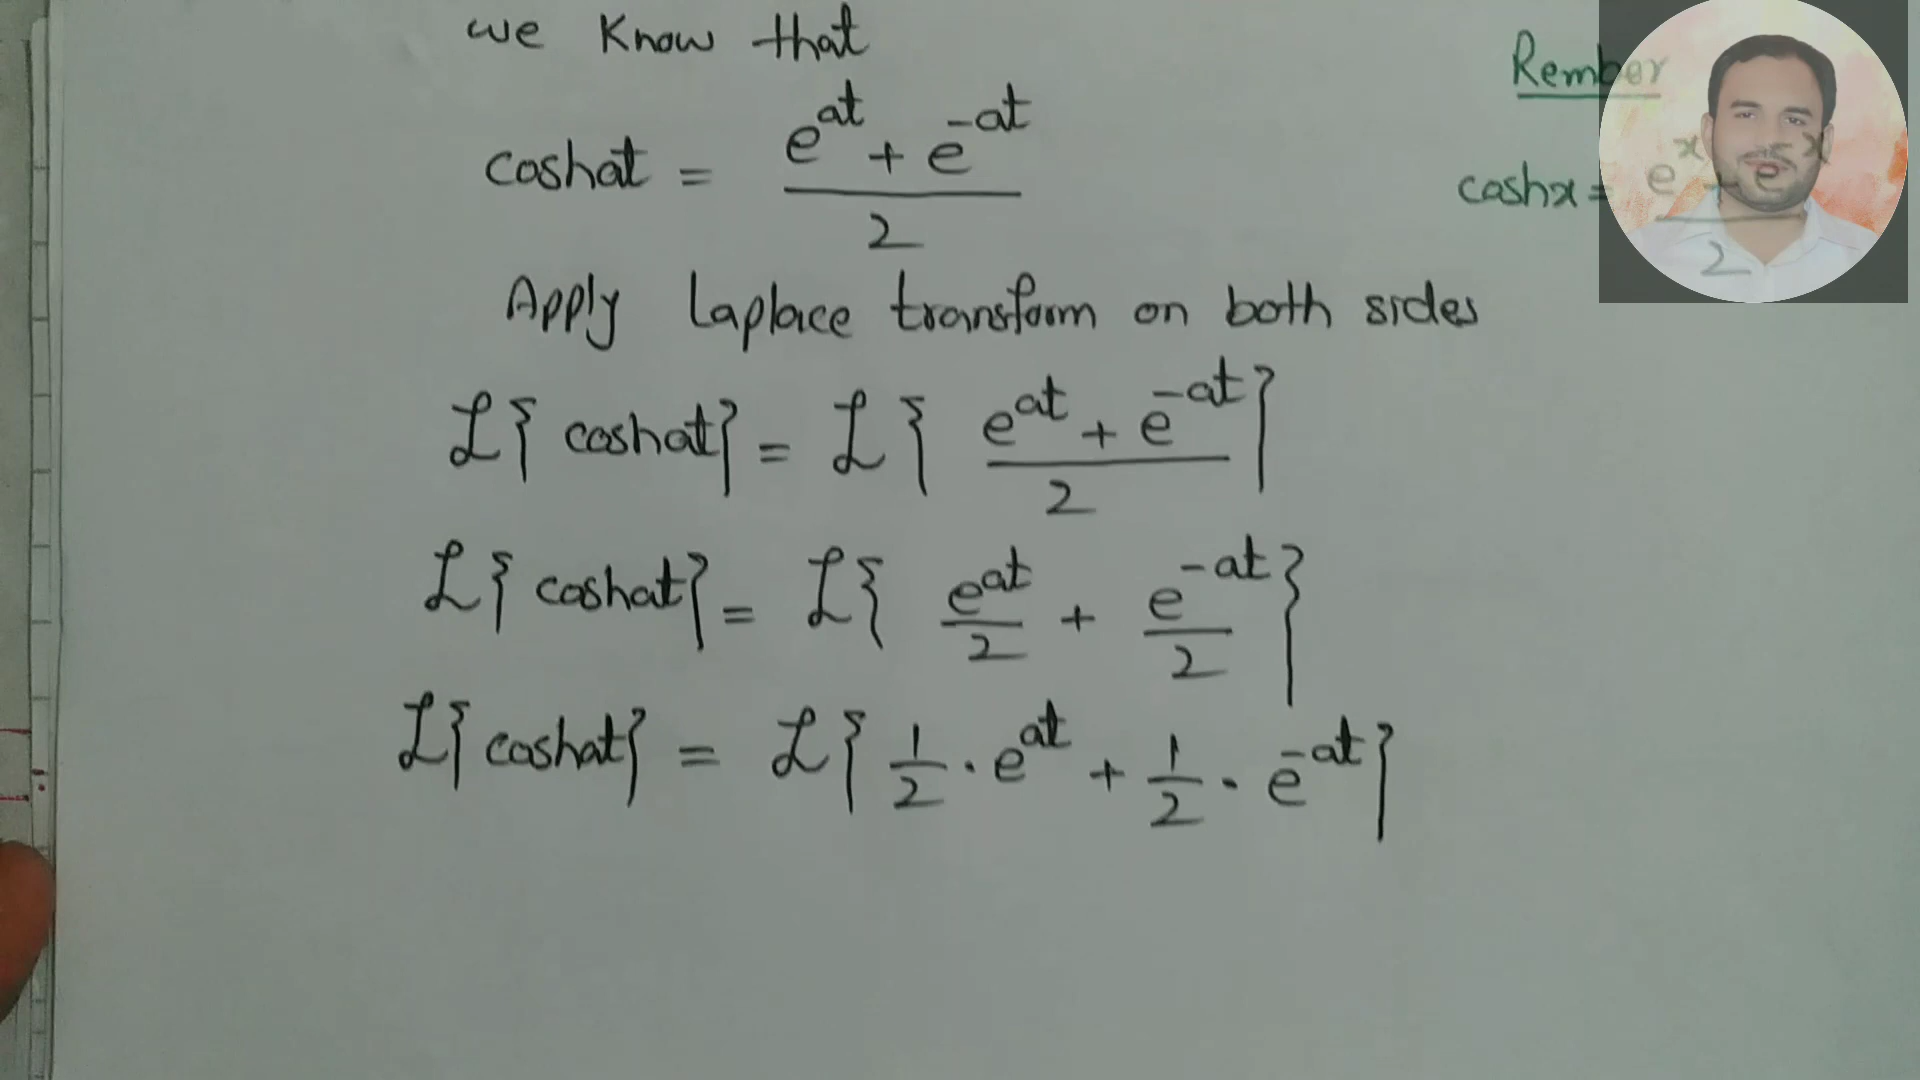 we Know that
coshat = (e^at + e^-at)/2
Apply Laplace transform on both sides
ℒ{ coshat } = ℒ{ (e^at + e^-at)/2 }
ℒ{ coshat } = ℒ{ e^at/2 + e^-at/2 }
ℒ{ coshat } = ℒ{ 1/2 · e^at + 1/2 · e^-at }
Rember
coshx = (e^x + e^-x)/2